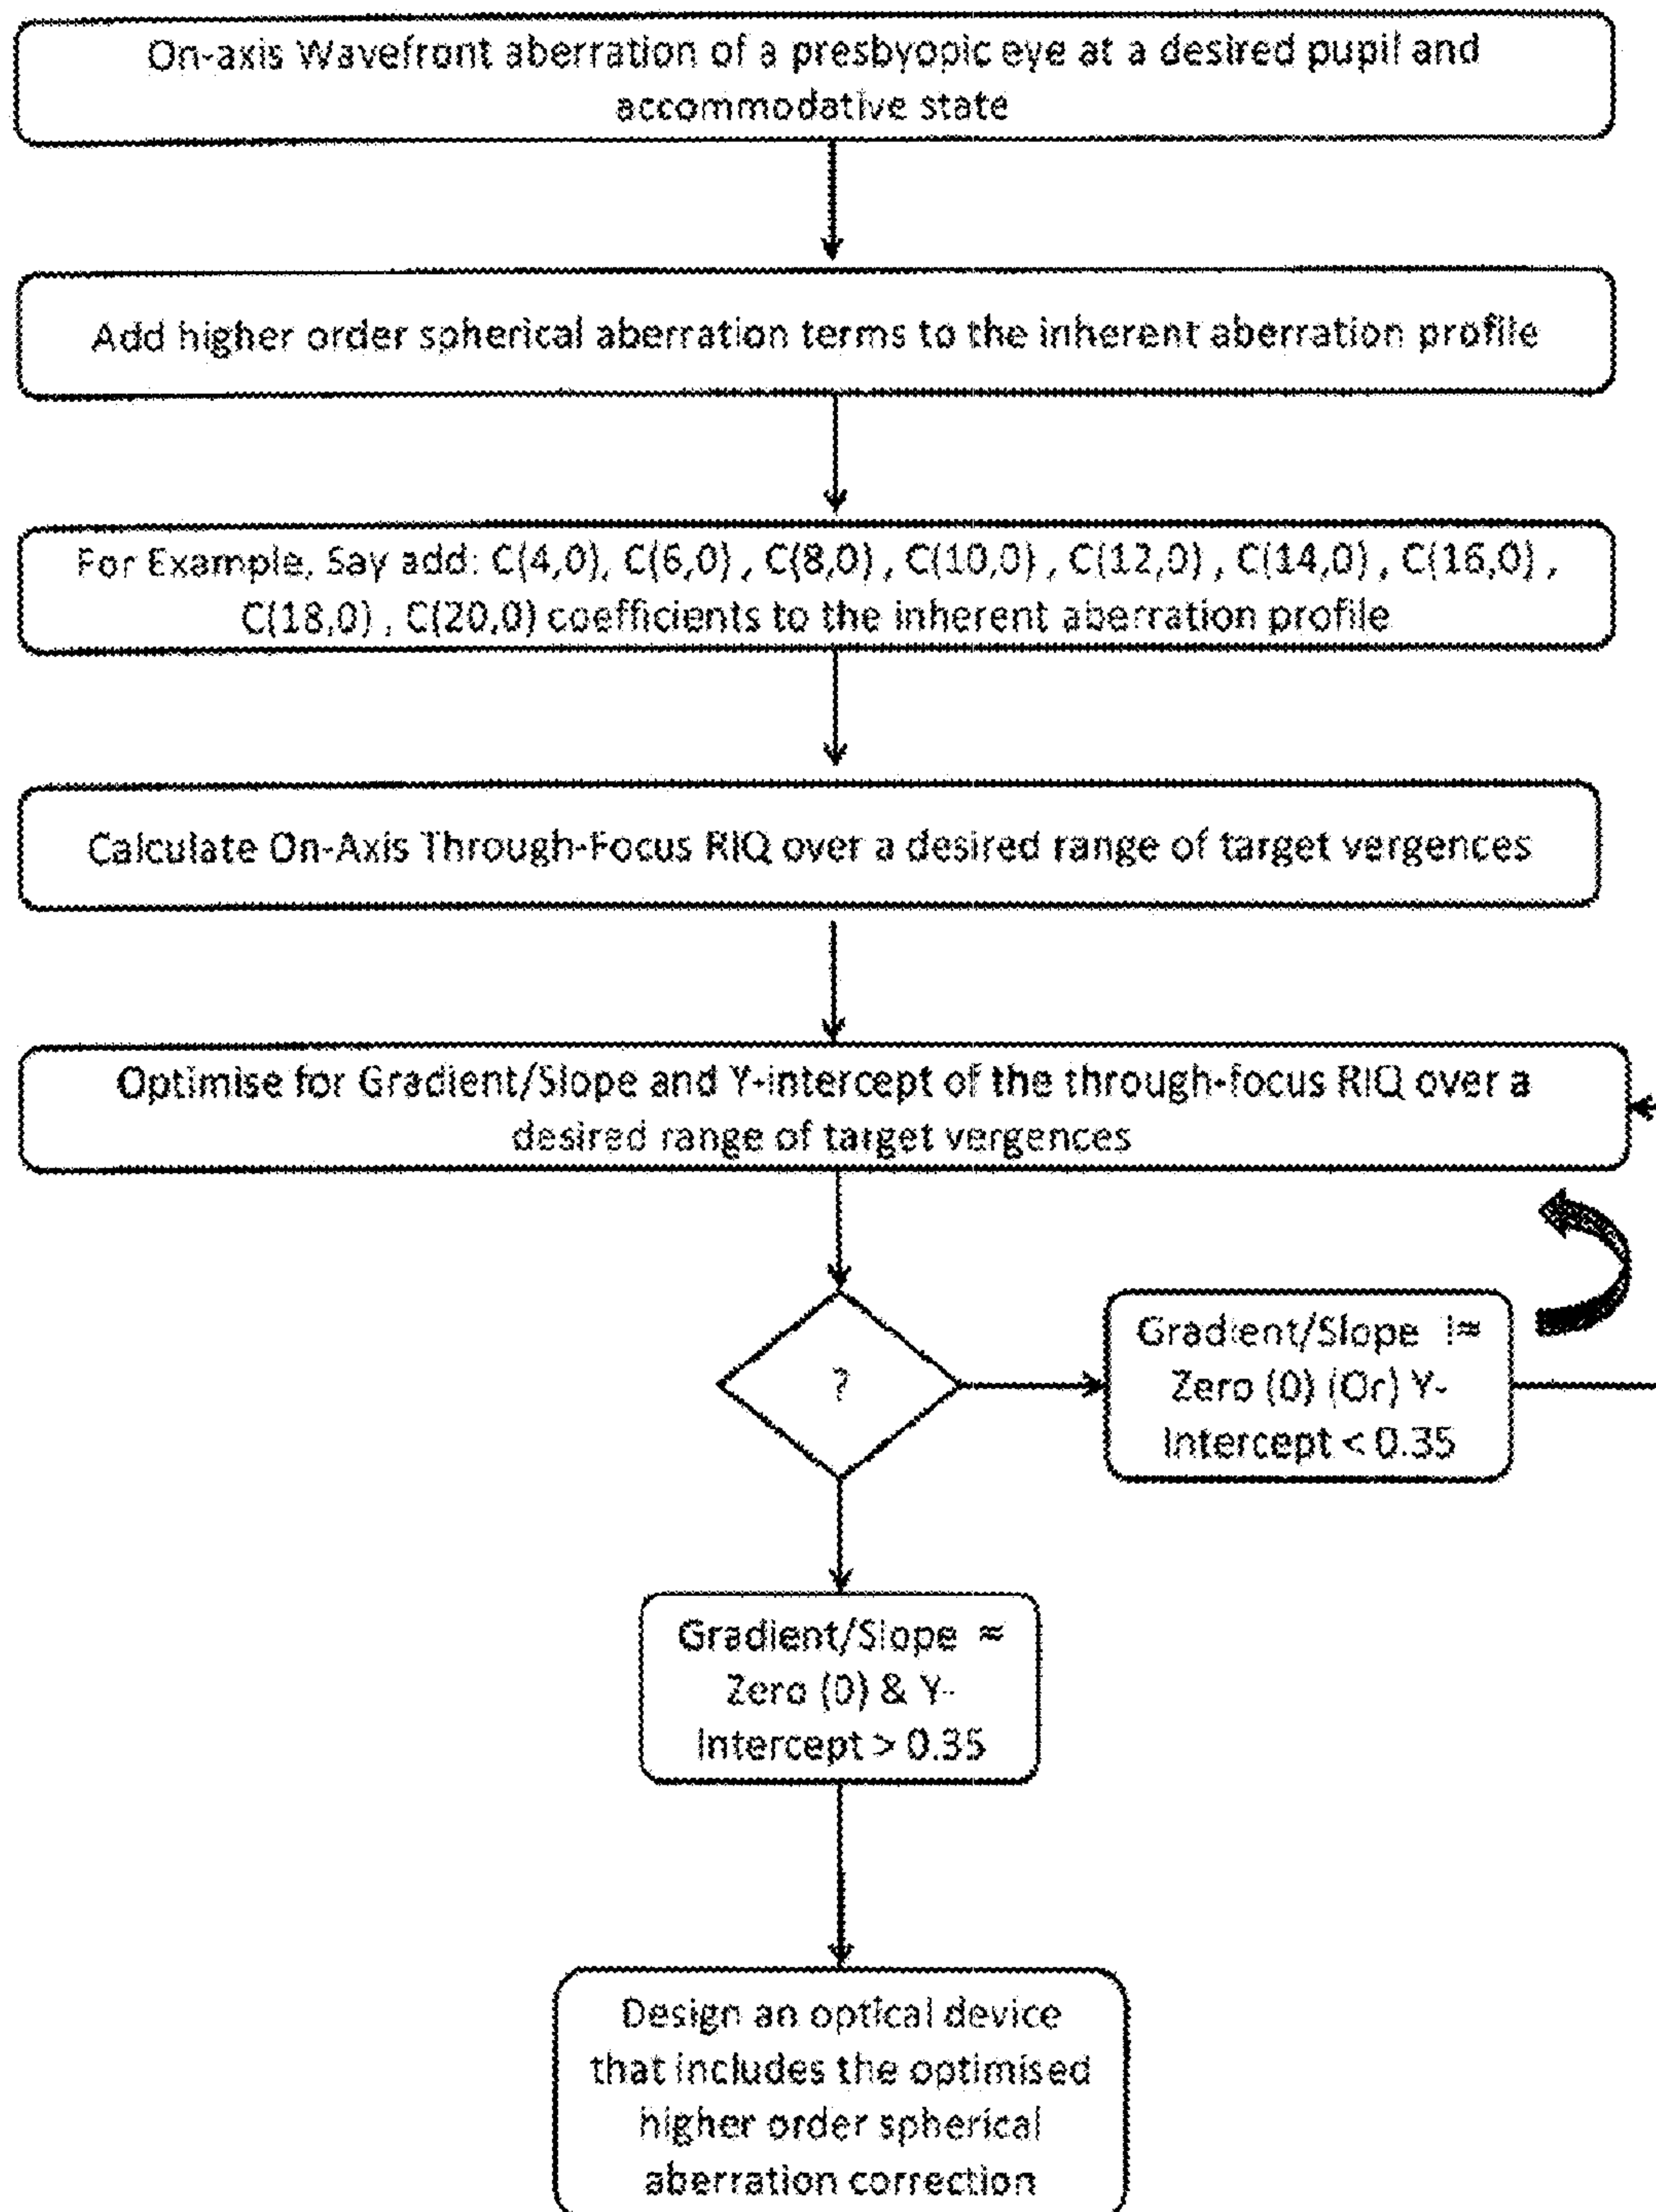 On-axis Wavefront aberration of a presbyopic eye at a desired pupil and
accommodative state
Add higher order spherical aberration terms to the inherent aberration profile
For Example, Say add: C(4,0), C(6,0) , C(8,0) , C(10,0) , C(12,0) , C(14,0) , C(16,0) ,
C(18,0) , C(20,0) coefficients to the inherent aberration profile
Calculate On-Axis Through-Focus RIQ over a desired range of target vergences
Optimise for Gradient/Slope and Y-intercept of the through-focus RIQ over a
desired range of target vergences
?
Gradient/Slope !≈
Zero (0) (Or) Y-
Intercept < 0.35
Gradient/Slope ≈
Zero (0) & Y-
Intercept > 0.35
Design an optical device
that includes the optimised
higher order spherical
aberration correction